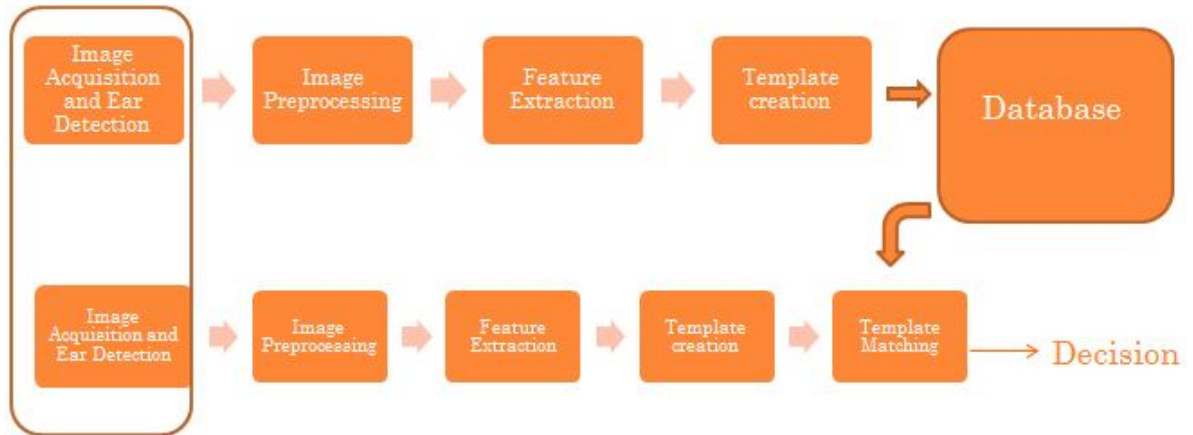 Image
Acquisition
and Ear
Detection
Image
Preprocessing
Feature
Extraction
Template
creation
Database
Image
Acquisition and
Ear Detection
Image
Preprocessing
Feature
Extraction
Template
creation
Template
Matching
Decision